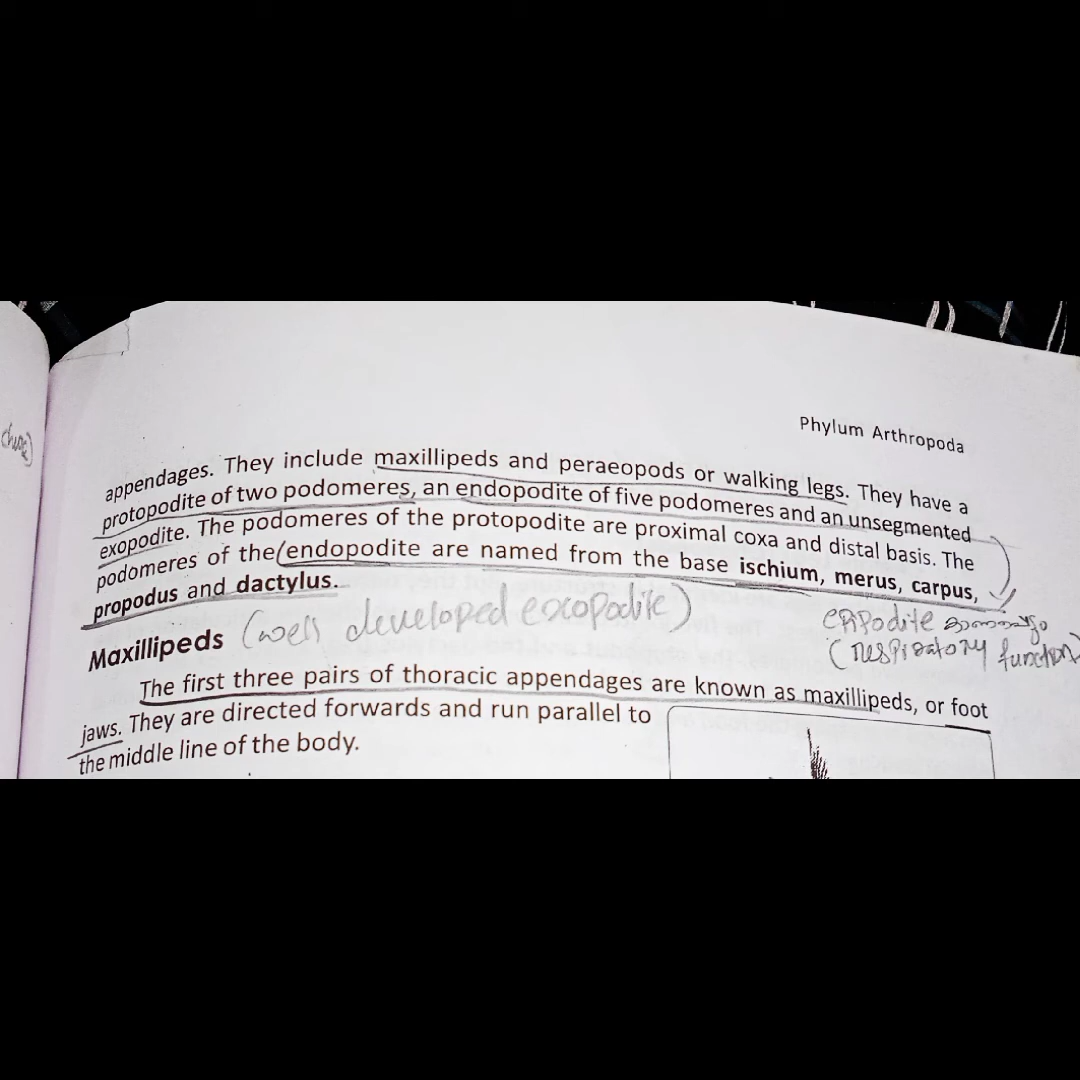 Phylum Arthropoda
appendages. They include maxillipeds and peraeopods or walking legs. They have a
protopodite of two podomeres, an endopodite of five podomeres and an unsegmented
exopodite. The podomeres of the protopodite are proximal coxa and distal basis. The
podomeres of the endopodite are named from the base ischium, merus, carpus,
propodus and dactylus.
epipodite
(respiratory function)
Maxillipeds (well developed exopodite)
The first three pairs of thoracic appendages are known as maxillipeds, or foot
jaws. They are directed forwards and run parallel to
the middle line of the body.